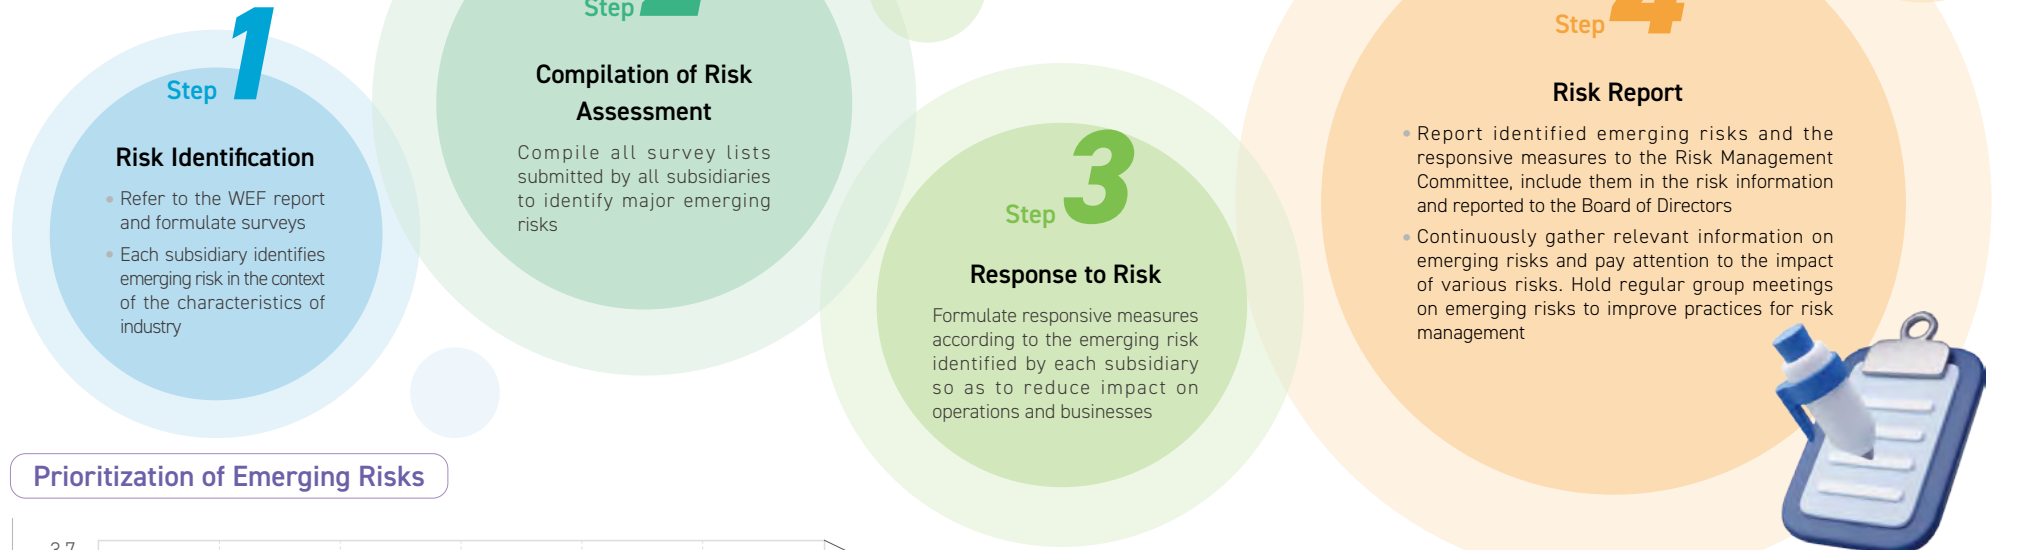 Step 1
Risk Identification
Refer to the WEF report
and formulate surveys
Each subsidiary identifies
emerging risk in the context
of the characteristics of
industry
Step 2
Compilation of Risk
Assessment
Compile all survey lists
submitted by all subsidiaries
to identify major emerging
risks
Step 3
Response to Risk
Formulate responsive measures
according to the emerging risk
identified by each subsidiary
so as to reduce impact on
operations and businesses
Step 4
Risk Report
Report identified emerging risks and the
responsive measures to the Risk Management
Committee, include them in the risk information
and reported to the Board of Directors
Continuously gather relevant information on
emerging risks and pay attention to the impact
of various risks. Hold regular group meetings
on emerging risks to improve practices for risk
management
Prioritization of Emerging Risks
3.7